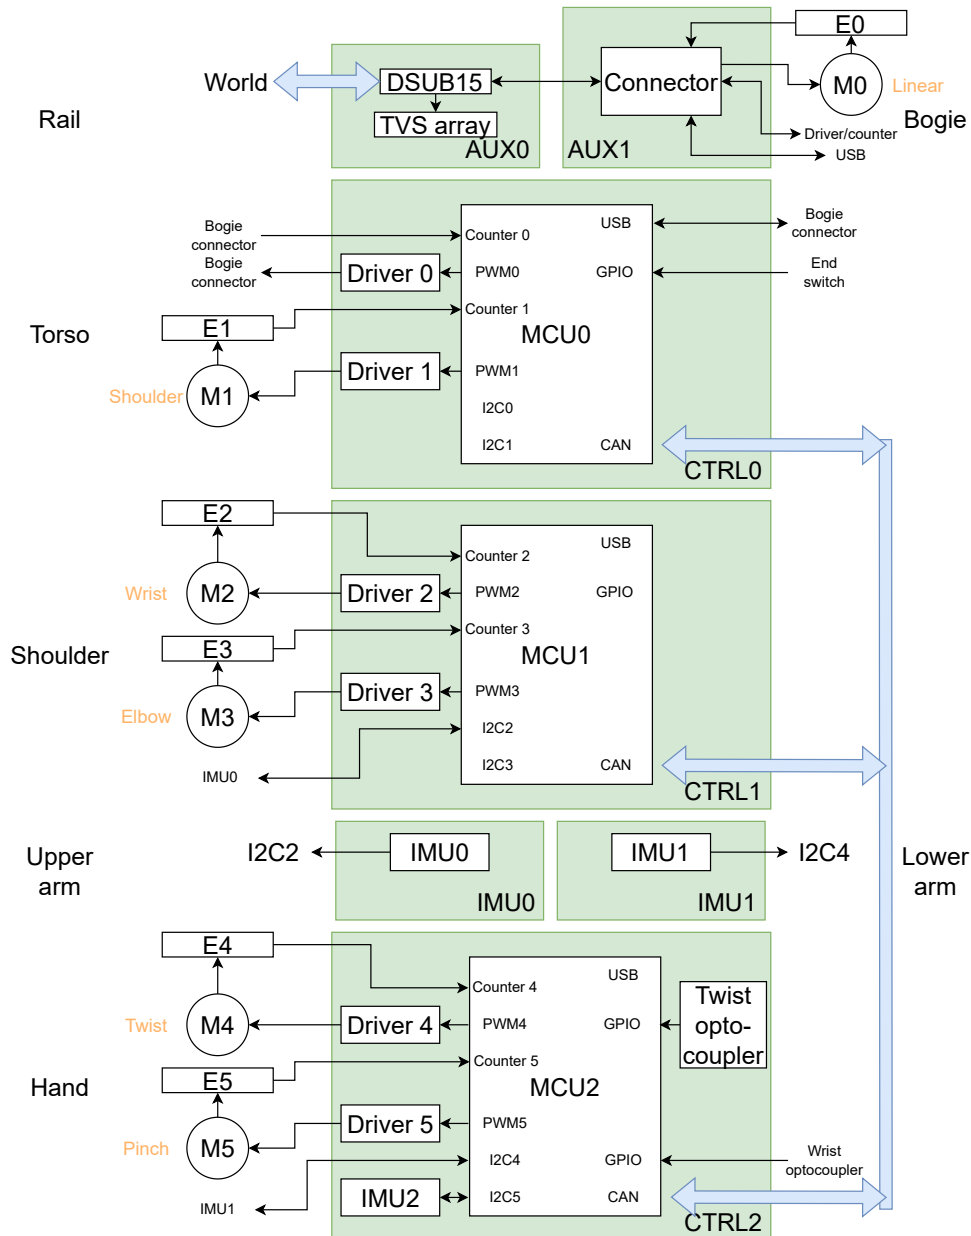 E0
World
DSUB15
Connector
M0
Linear
Rail
TVS array
AUX0
AUX1
Driver/counter
Bogie
USB
Bogie
connector
Counter 0
USB
Bogie
connector
Bogie
connector
Driver 0
PWM0
GPIO
End
switch
Counter 1
E1
Torso
MCU0
Shoulder
M1
Driver 1
PWM1
I2C0
I2C1
CAN
CTRL0
E2
Counter 2
USB
Wrist
M2
Driver 2
PWM2
GPIO
Counter 3
E3
Shoulder
MCU1
Elbow
M3
Driver 3
PWM3
I2C2
IMU0
I2C3
CAN
CTRL1
Upper
arm
I2C2
IMU0
IMU0
IMU1
IMU1
I2C4
Lower
arm
E4
Counter 4
USB
Twist
opto-
coupler
Twist
M4
Driver 4
PWM4
GPIO
Counter 5
E5
Hand
MCU2
Pinch
M5
Driver 5
PWM5
I2C4
GPIO
Wrist
optocoupler
IMU1
IMU2
I2C5
CAN
CTRL2